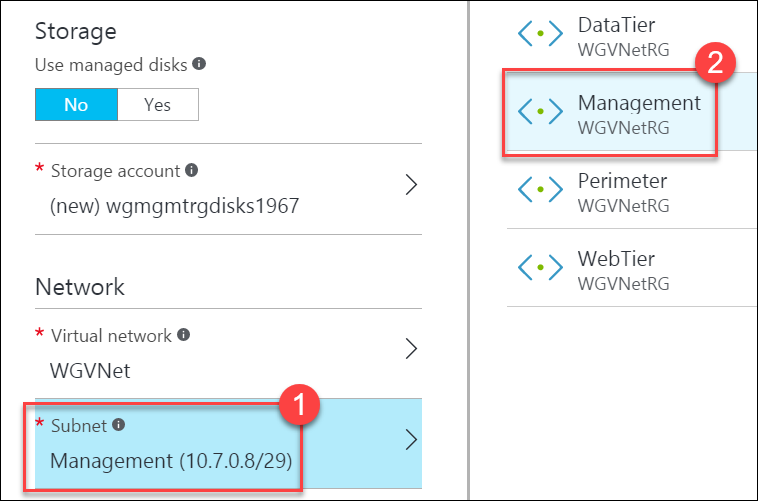 Storage
Use managed disks
No Yes
* Storage account
(new) wgmgmtrgdisks1967
Network
* Virtual network
WGVNet
1
* Subnet
Management (10.7.0.8/29)
DataTier
WGVNetRG
2
Management
WGVNetRG
Perimeter
WGVNetRG
WebTier
WGVNetRG